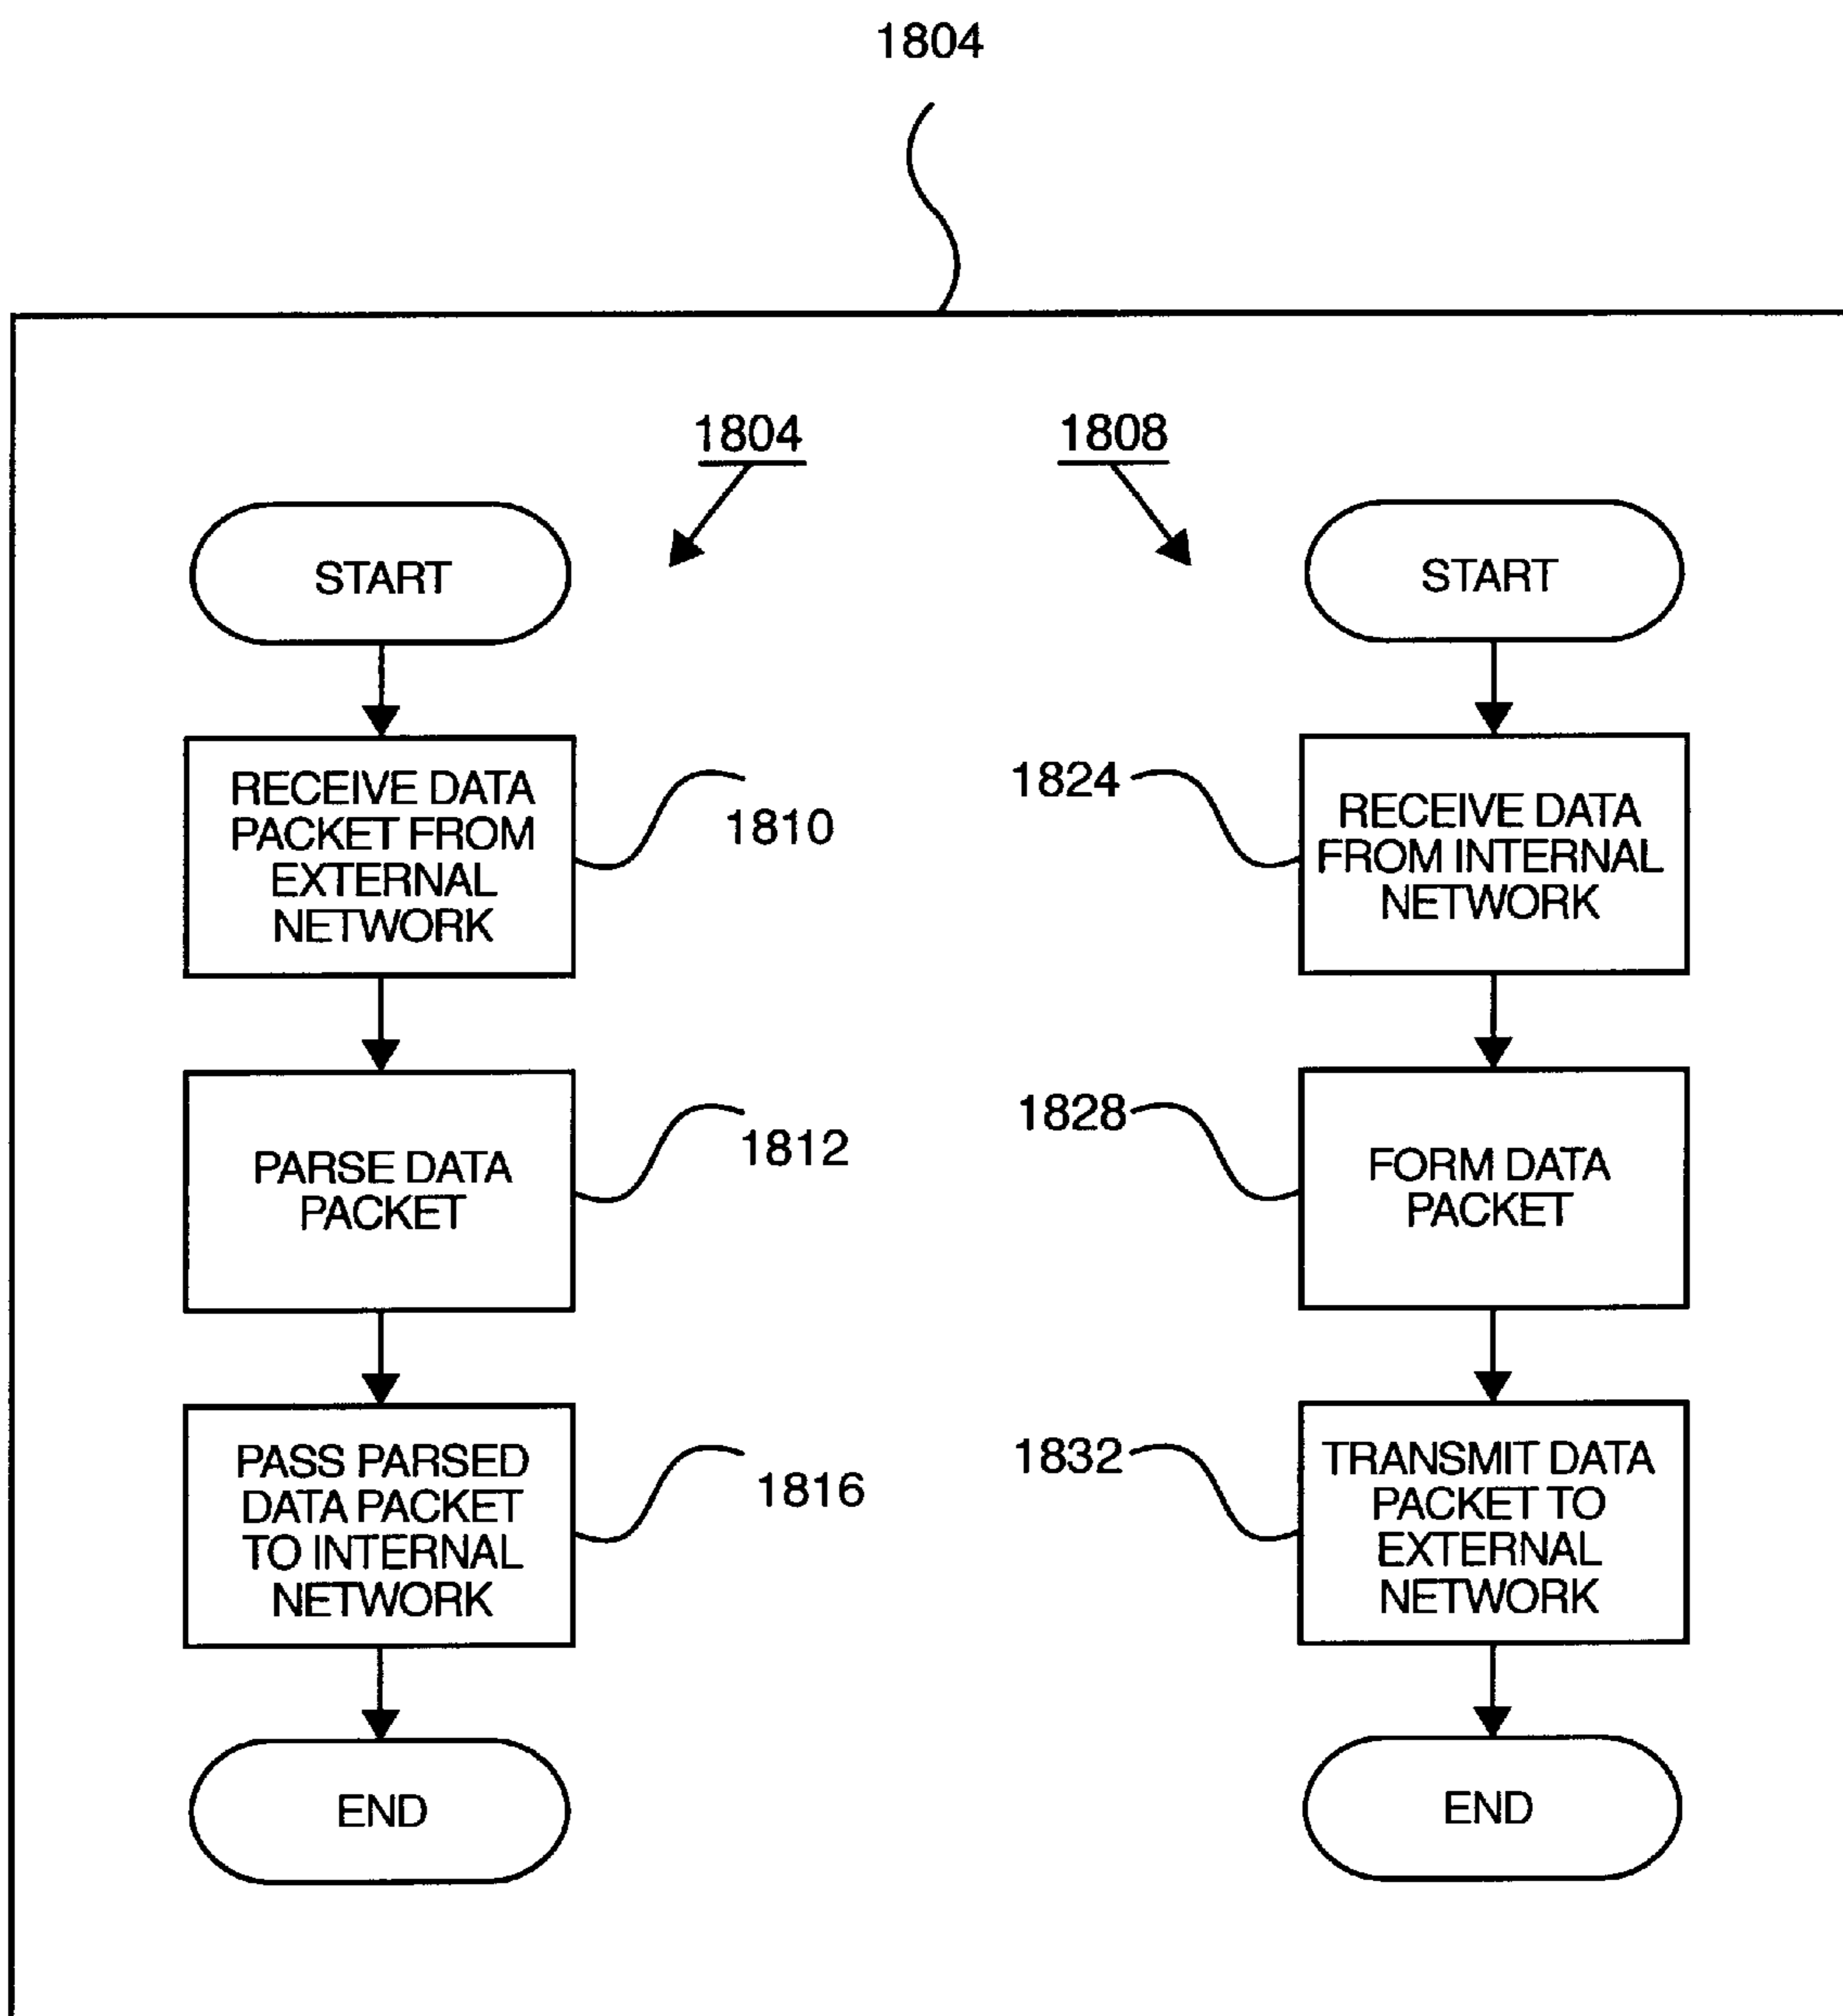 1804
1804
1808
START
RECEIVE DATA
PACKET FROM
EXTERNAL
NETWORK
1810
PARSE DATA
PACKET
1812
PASS PARSED
DATA PACKET
TO INTERNAL
NETWORK
1816
END
START
1824
RECEIVE DATA
FROM INTERNAL
NETWORK
1828
FORM DATA
PACKET
1832
TRANSMIT DATA
PACKET TO
EXTERNAL
NETWORK
END